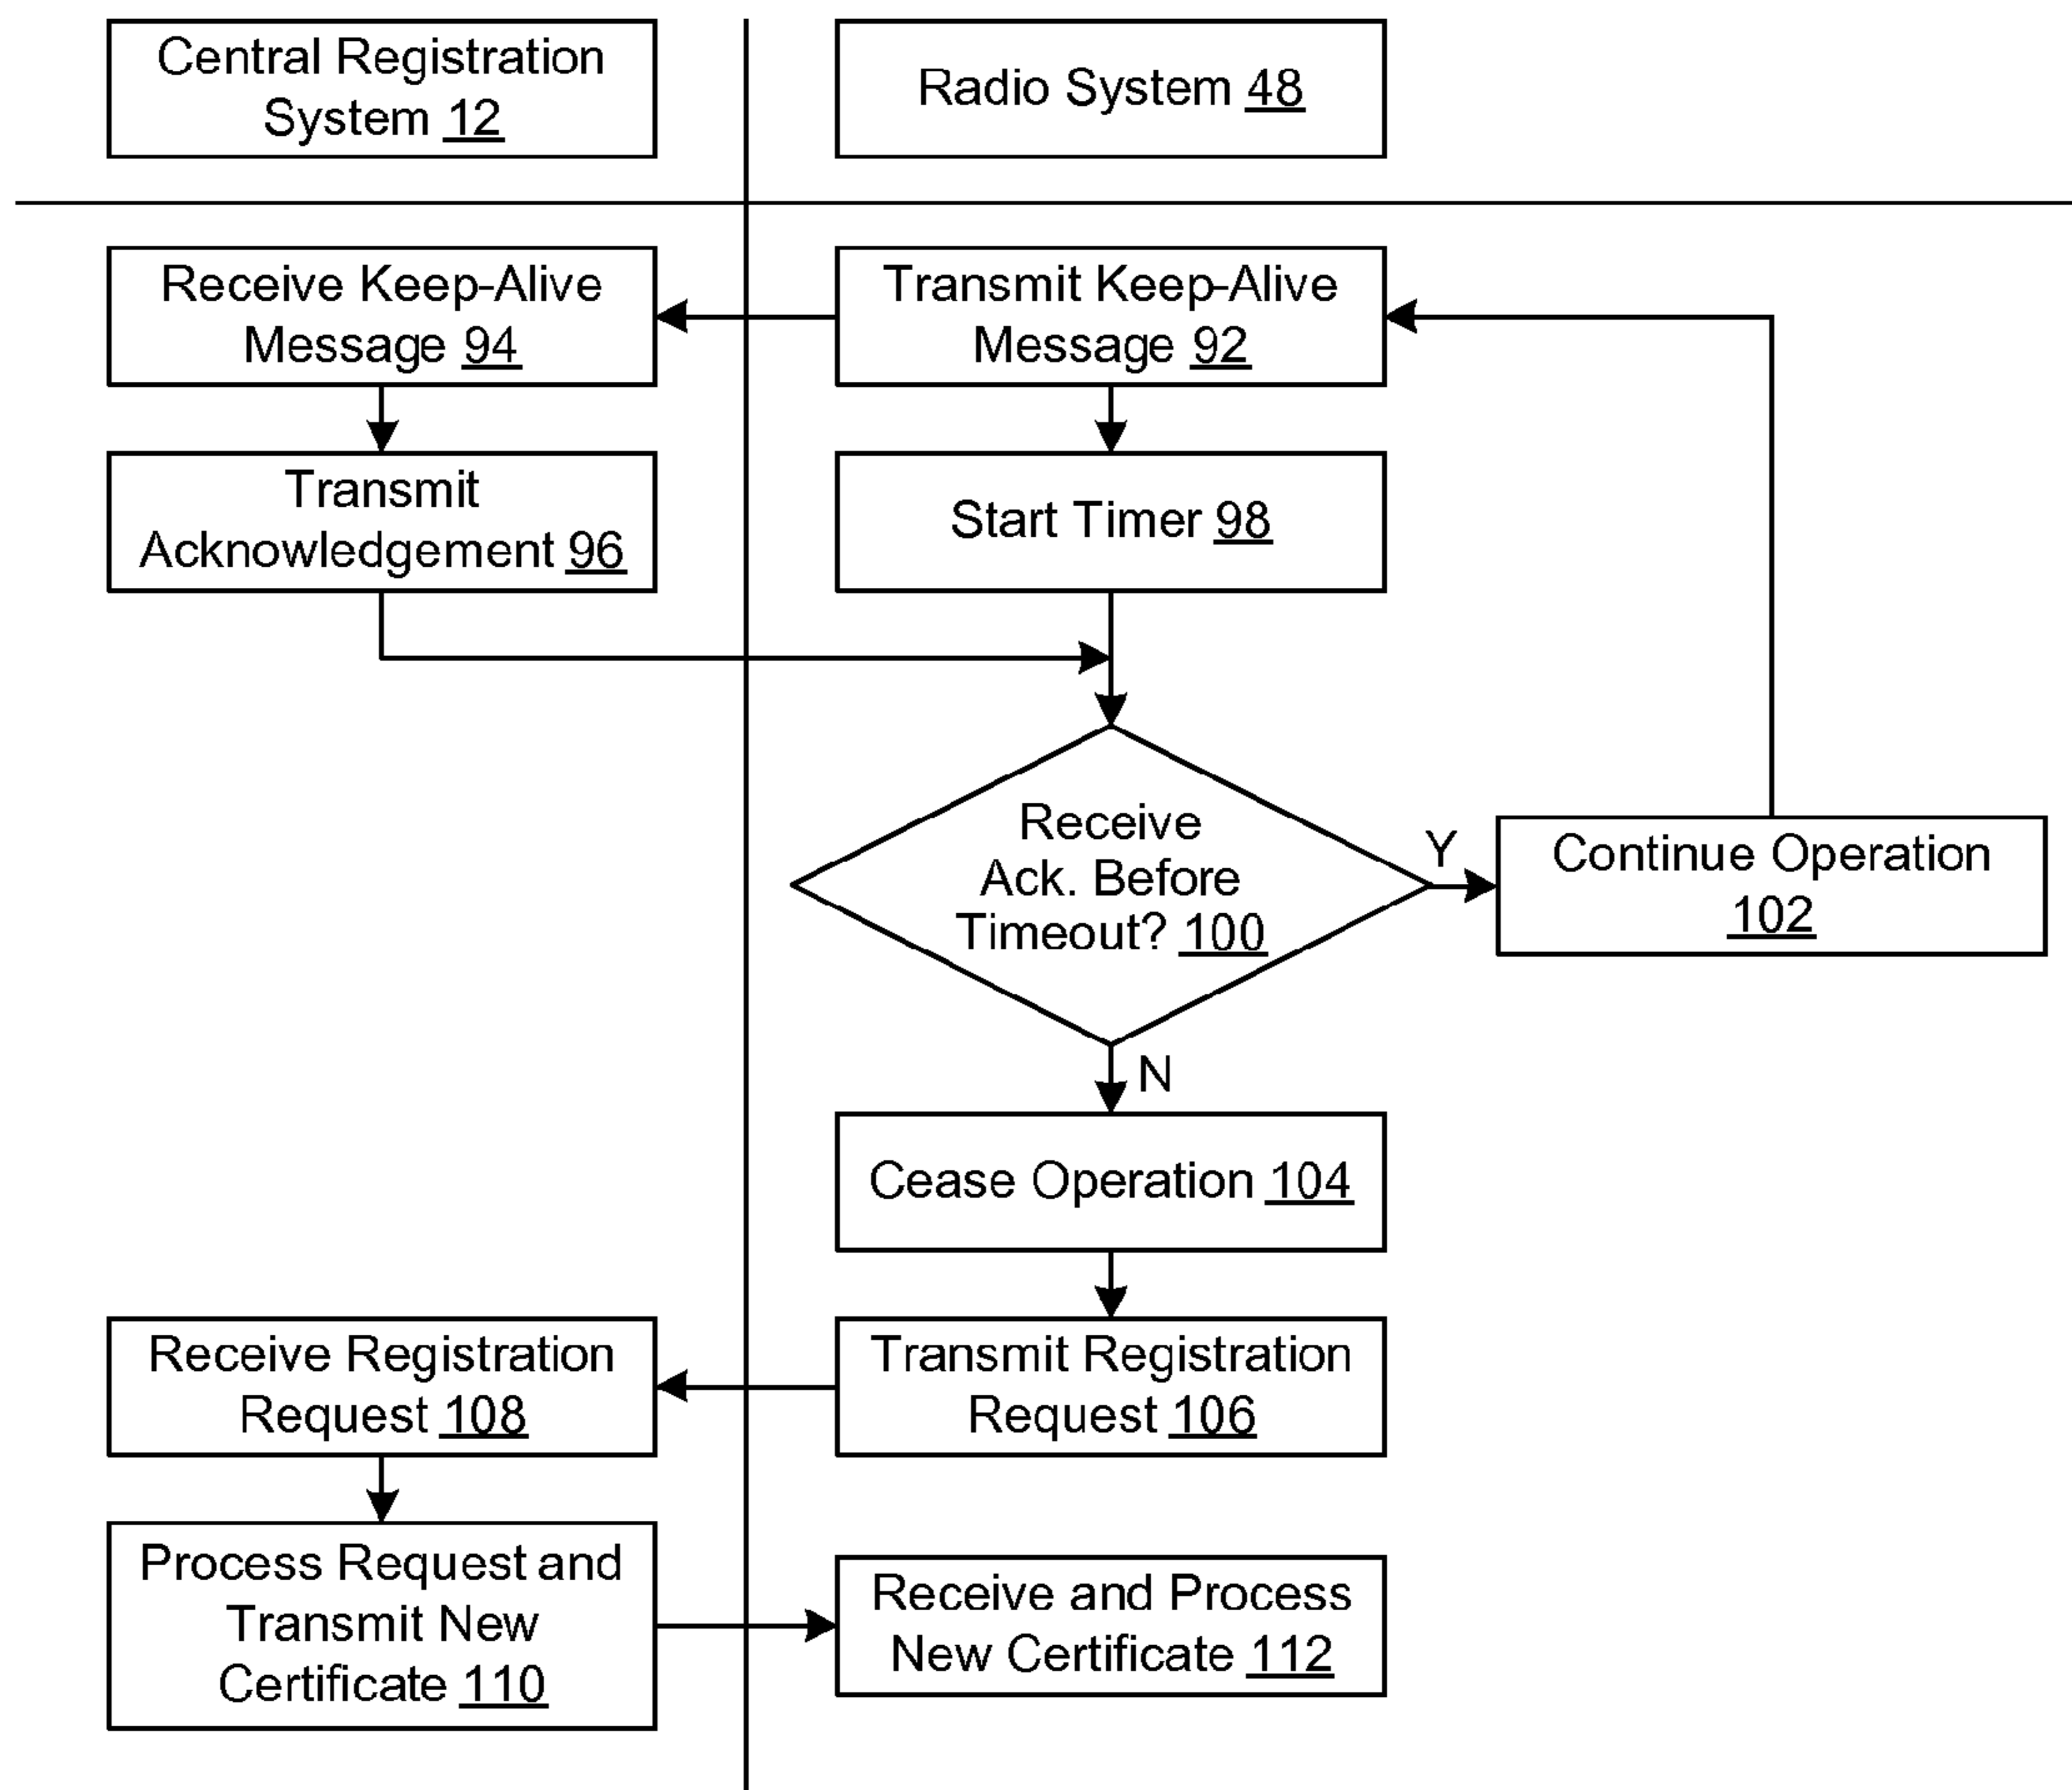 Central Registration
System 12
Radio System 48
Receive Keep-Alive
Message 94
Transmit Keep-Alive
Message 92
Transmit
Acknowledgement 96
Start Timer 98
Receive
Ack. Before
Timeout? 100
Y
Continue Operation
102
N
Cease Operation 104
Receive Registration
Request 108
Transmit Registration
Request 106
Process Request and
Transmit New
Certificate 110
Receive and Process
New Certificate 112